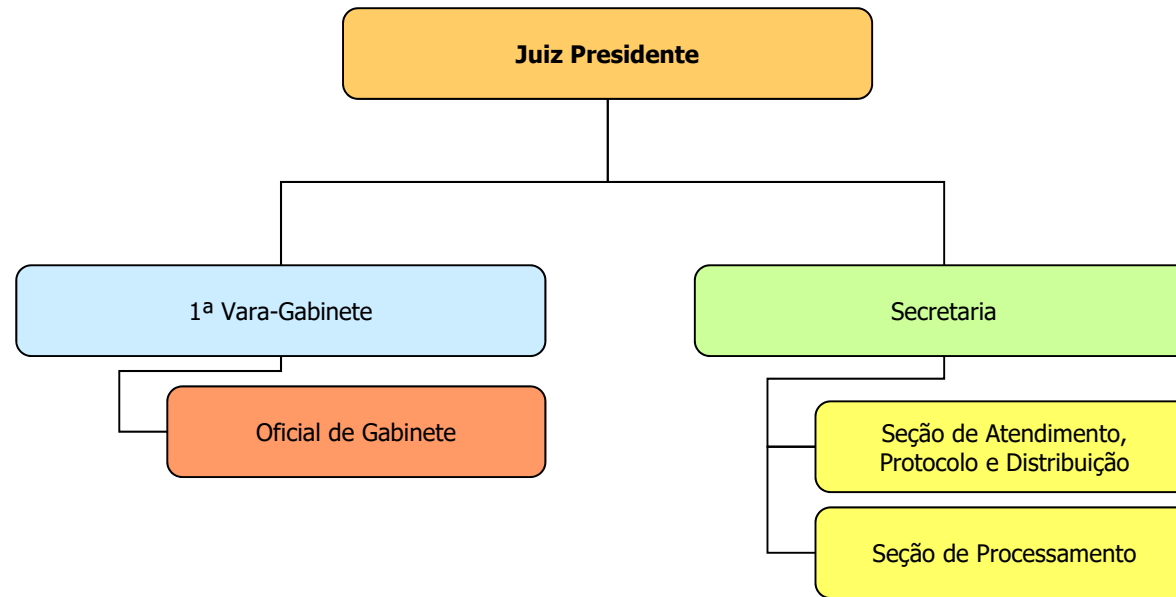 Juiz Presidente
1ª Vara-Gabinete
Secretaria
Oficial de Gabinete
Seção de Atendimento,
Protocolo e Distribuição
Seção de Processamento